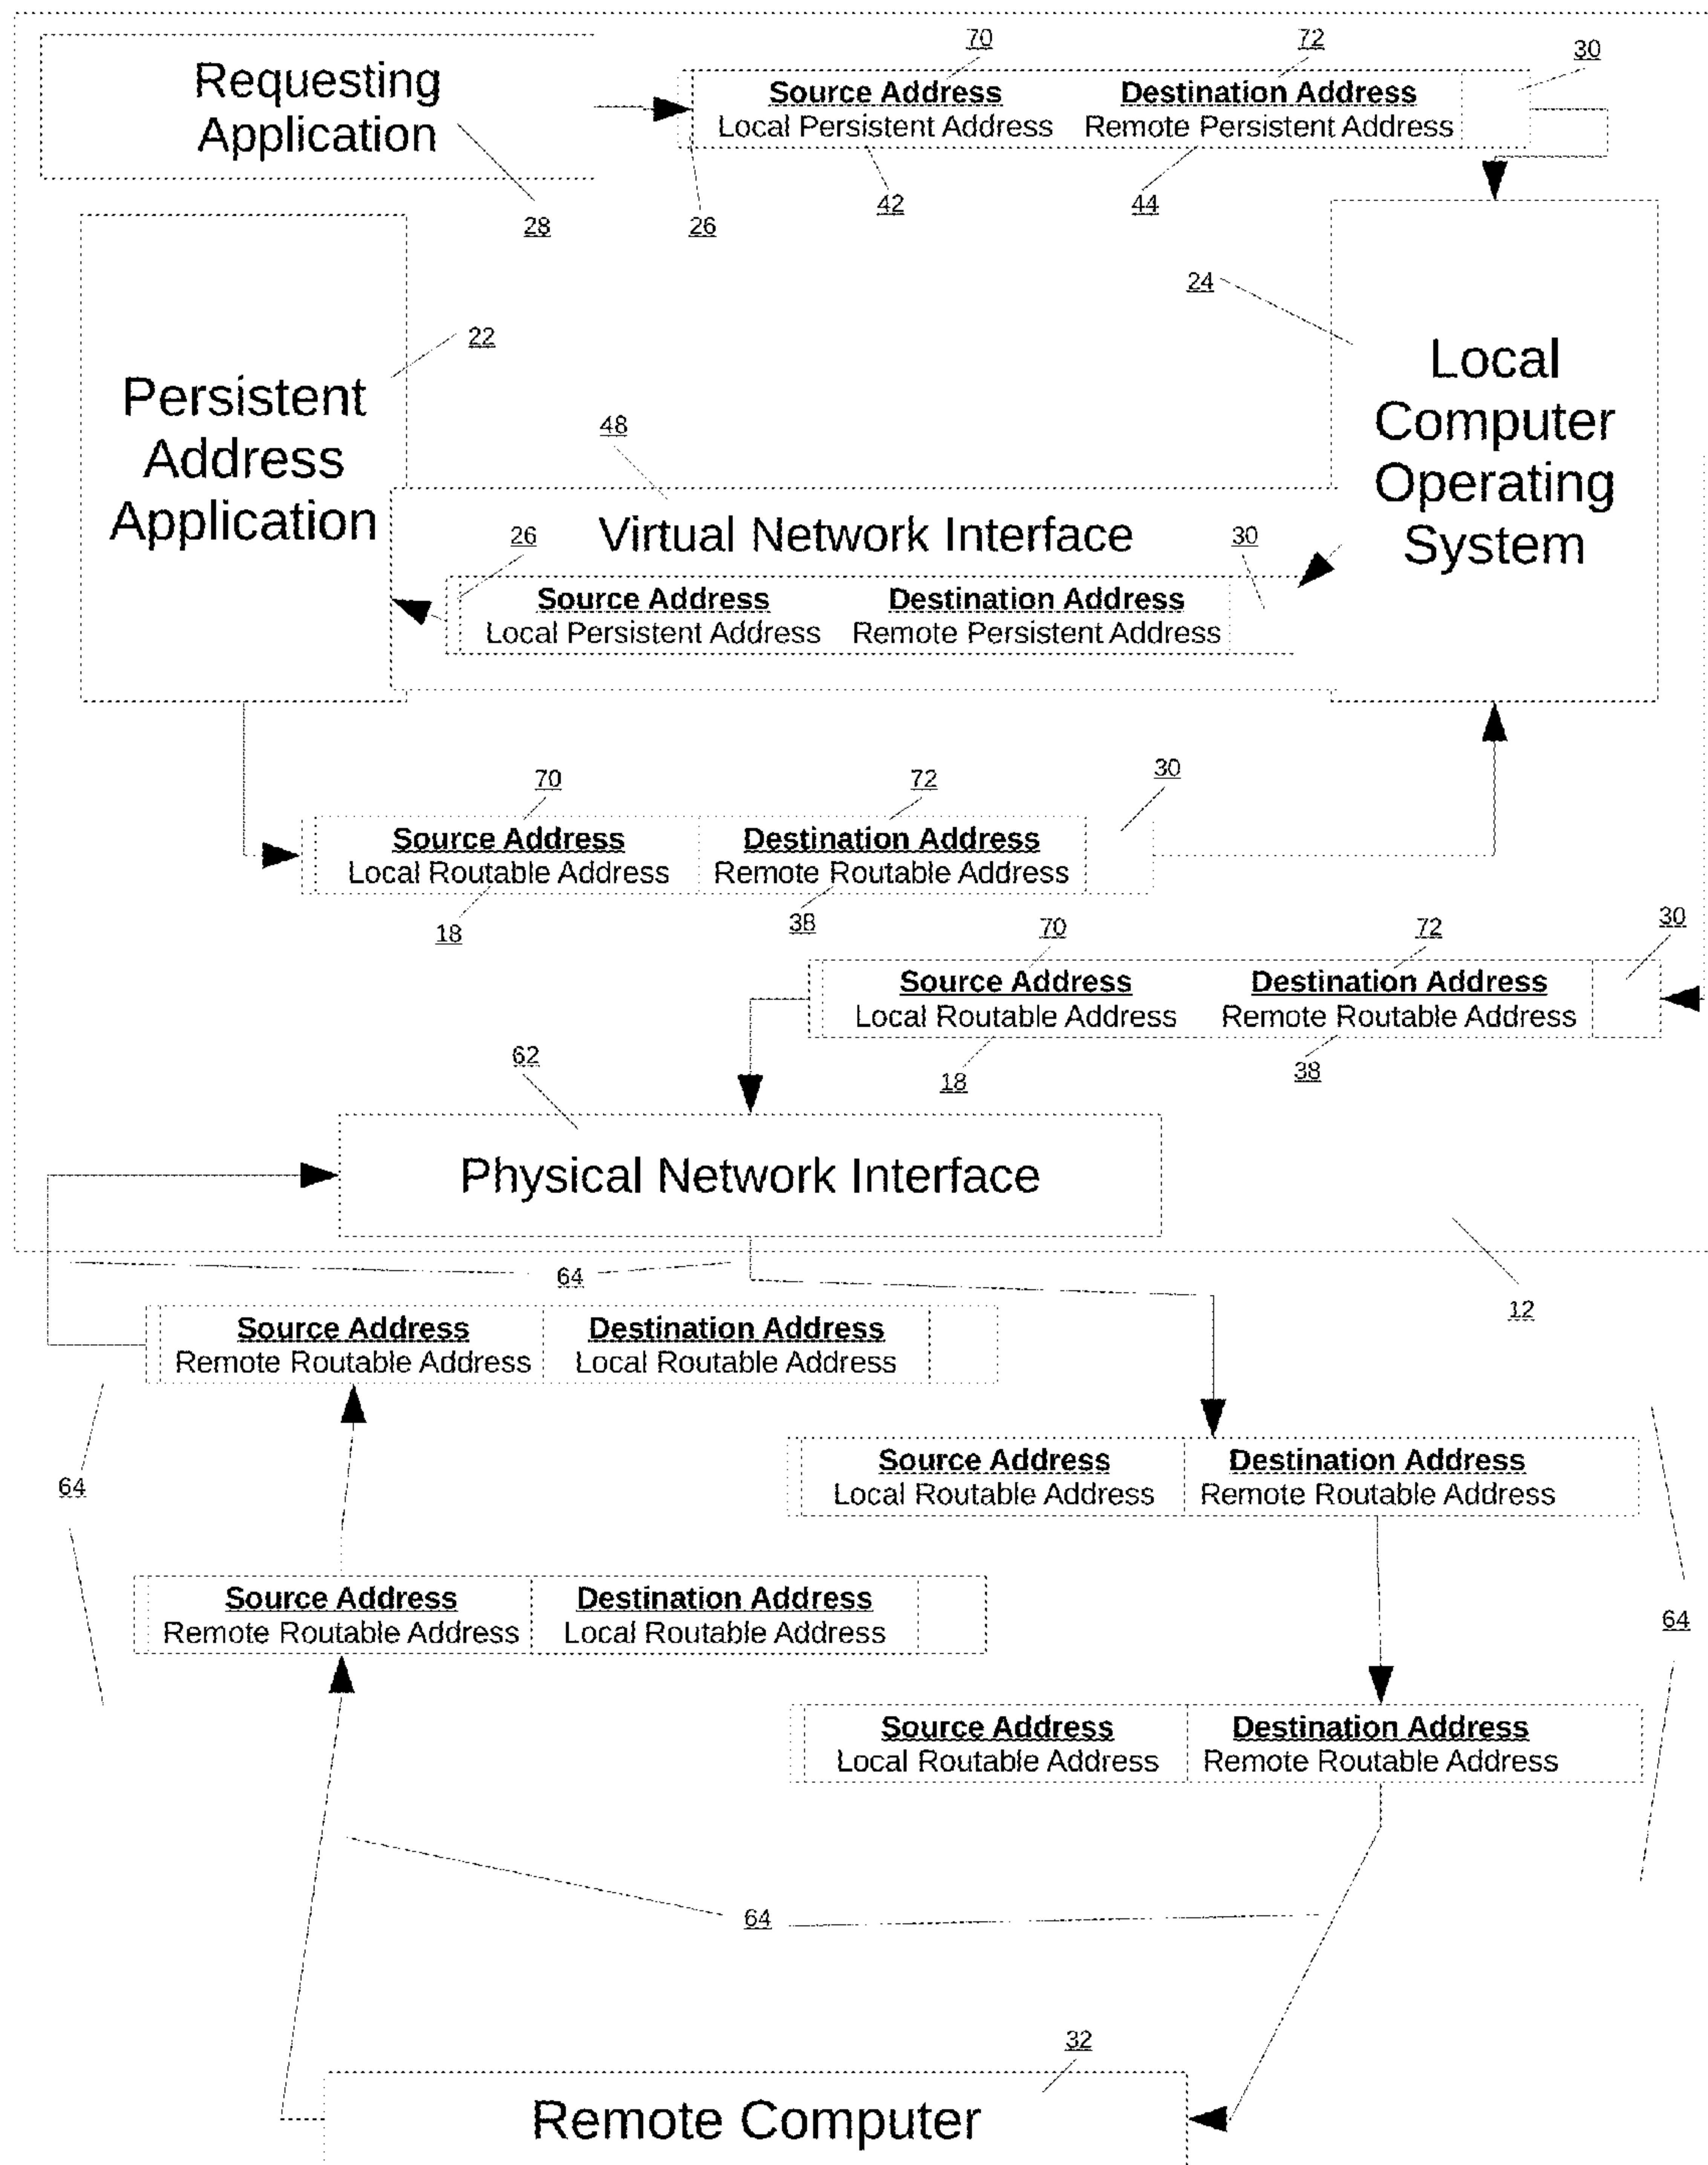 70
72
30
Requesting
Application
Source Address
Destination Address
Local Persistent Address
Remote Persistent Address
28
26
42
44
24
22
Persistent
Address
Application
Local
Computer
Operating
System
48
Virtual Network Interface
26
30
Source Address
Destination Address
Local Persistent Address
Remote Persistent Address
70
72
30
Source Address
Destination Address
Local Routable Address
Remote Routable Address
18
38
70
72
30
Source Address
Destination Address
Local Routable Address
Remote Routable Address
18
38
62
Physical Network Interface
64
12
Source Address
Destination Address
Remote Routable Address
Local Routable Address
Source Address
Destination Address
Local Routable Address
Remote Routable Address
64
Source Address
Destination Address
Remote Routable Address
Local Routable Address
64
Source Address
Destination Address
Local Routable Address
Remote Routable Address
64
32
Remote Computer